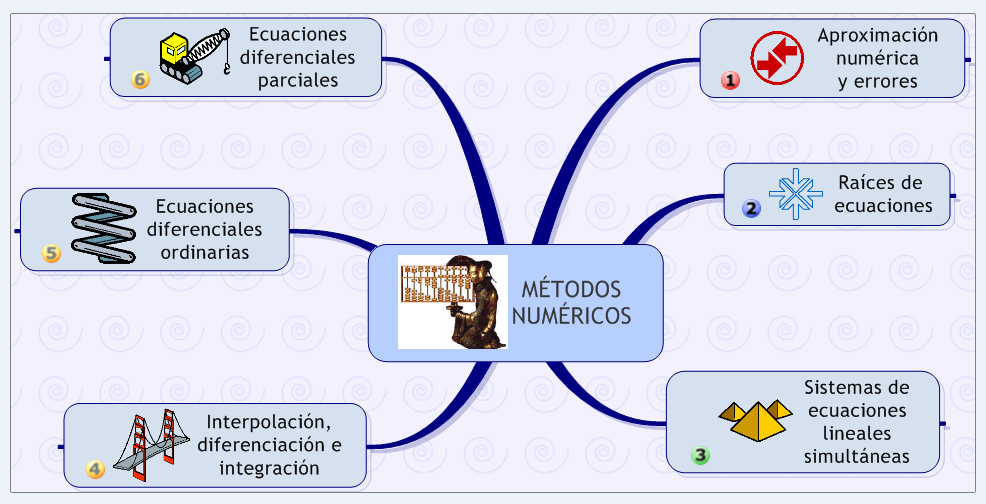 MÉTODOS
NUMÉRICOS
1
Aproximación
numérica
y errores
2
Raíces de
ecuaciones
3
Sistemas de
ecuaciones
lineales
simultáneas
4
Interpolación,
diferenciación e
integración
5
Ecuaciones
diferenciales
ordinarias
6
Ecuaciones
diferenciales
parciales